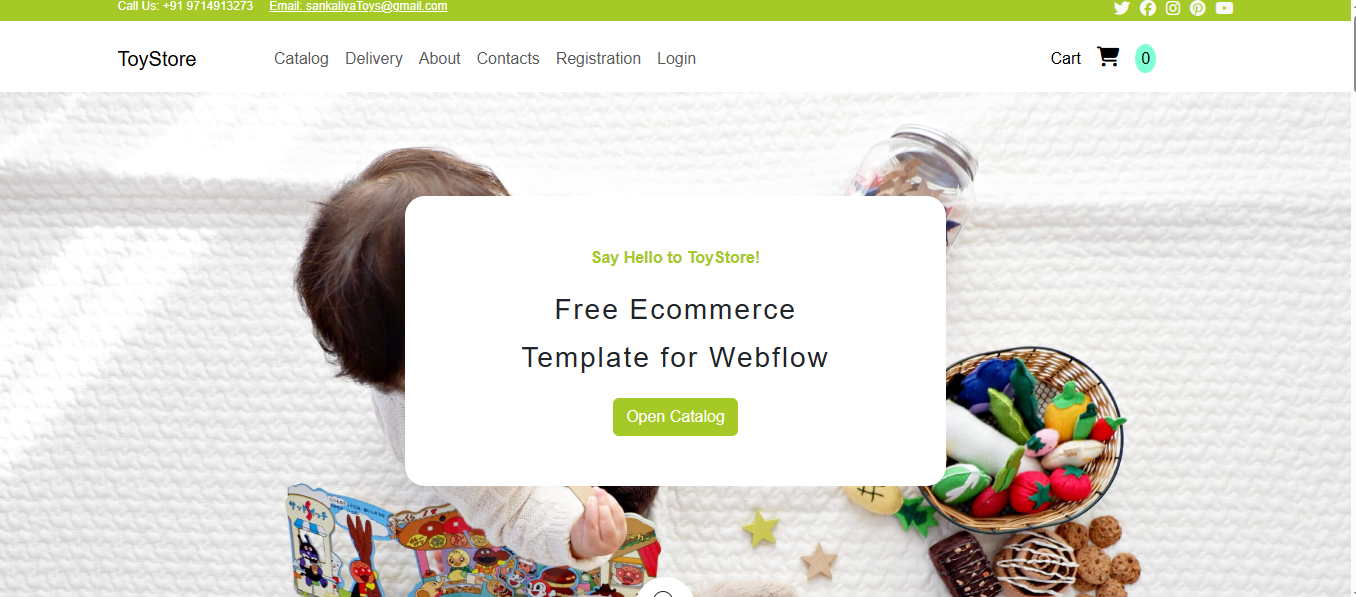 Call Us: +91 9714913273 Email: sankaliyaToys@gmail.com
ToyStore Catalog Delivery About Contacts Registration Login Cart 0
Say Hello to ToyStore!
Free Ecommerce
Template for Webflow
Open Catalog